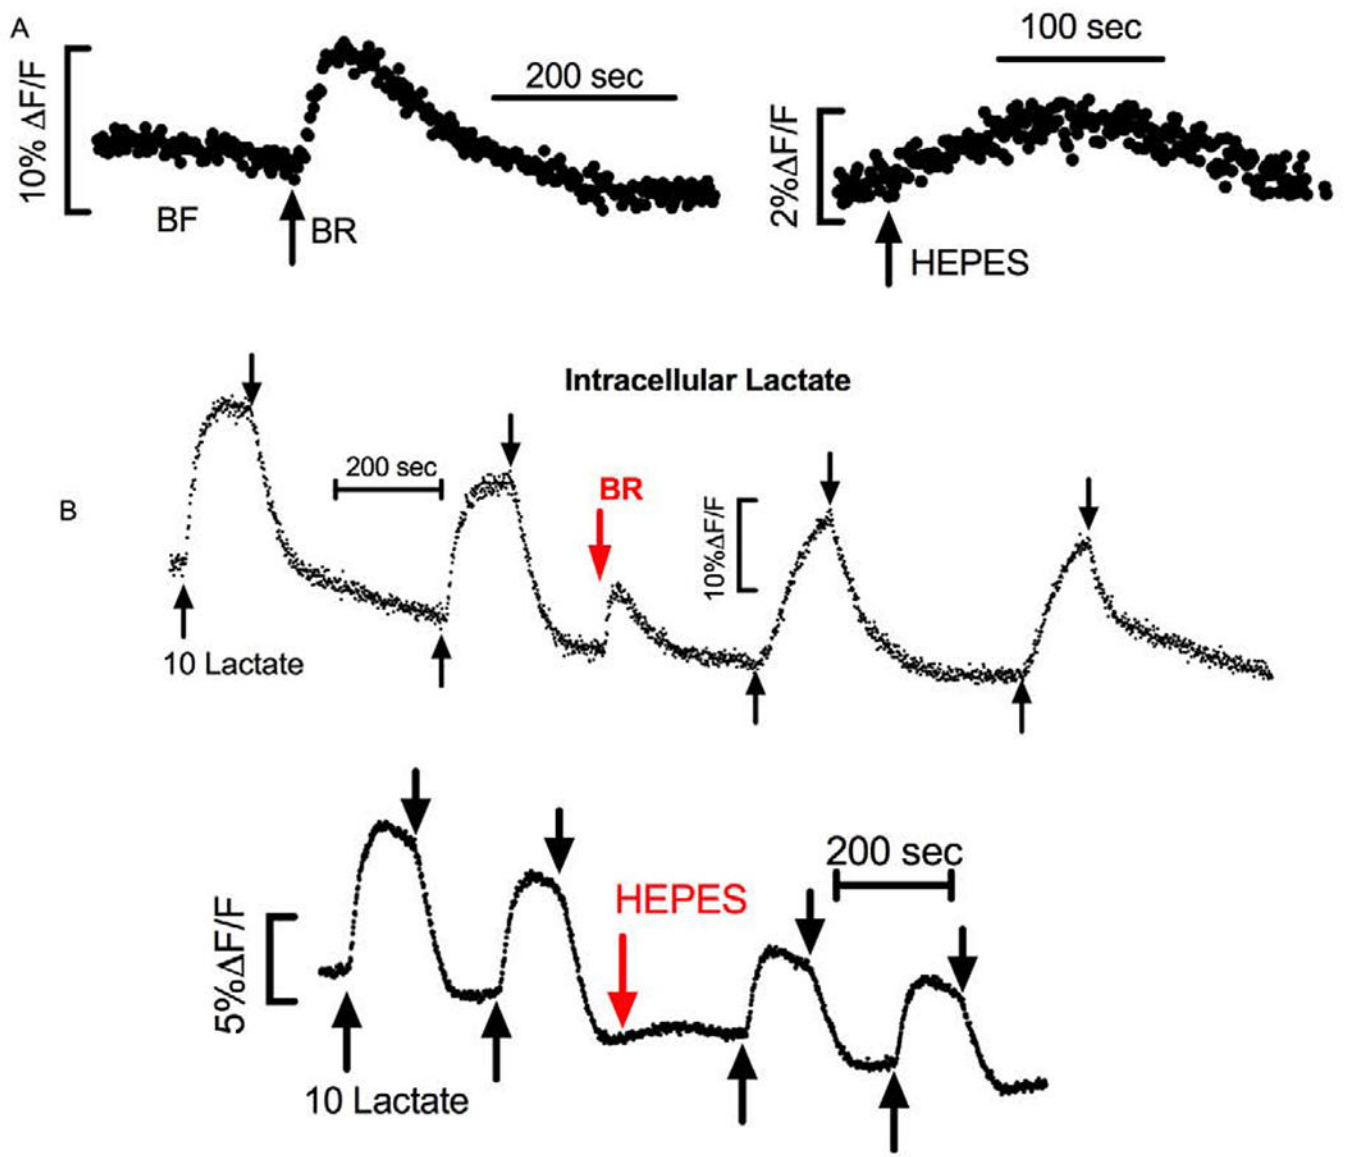 A
10% ΔF/F
200 sec
BF
BR
100 sec
2%ΔF/F
HEPES
Intracellular Lactate
B
200 sec
BR
10%ΔF/F
10 Lactate
200 sec
HEPES
5%ΔF/F
10 Lactate